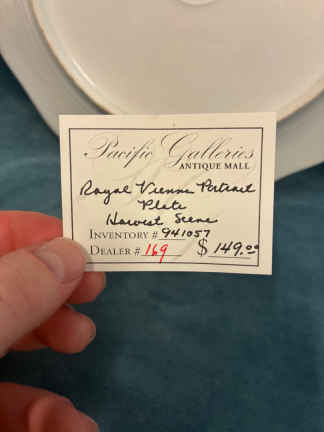 Pacific Galleries
ANTIQUE MALL
Royal Vienna Portrait
Plate
Harvest Scene
INVENTORY # 941057
DEALER # 169 $ 149.00